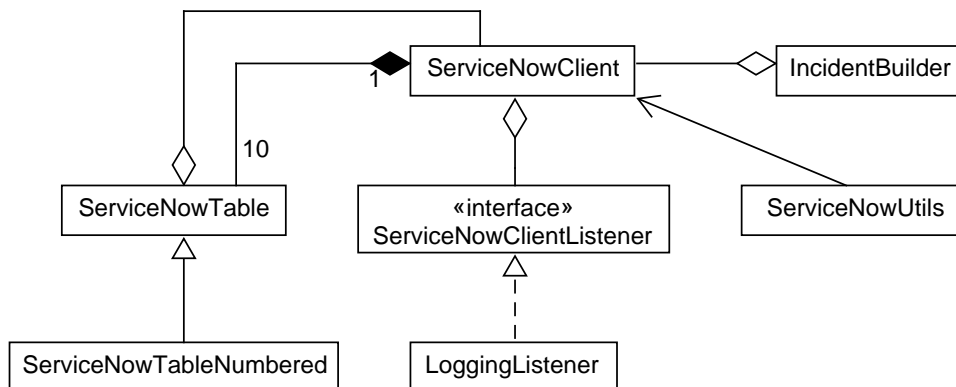 ServiceNowClient
IncidentBuilder
1
10
ServiceNowTable
«interface»
ServiceNowClientListener
ServiceNowUtils
ServiceNowTableNumbered
LoggingListener